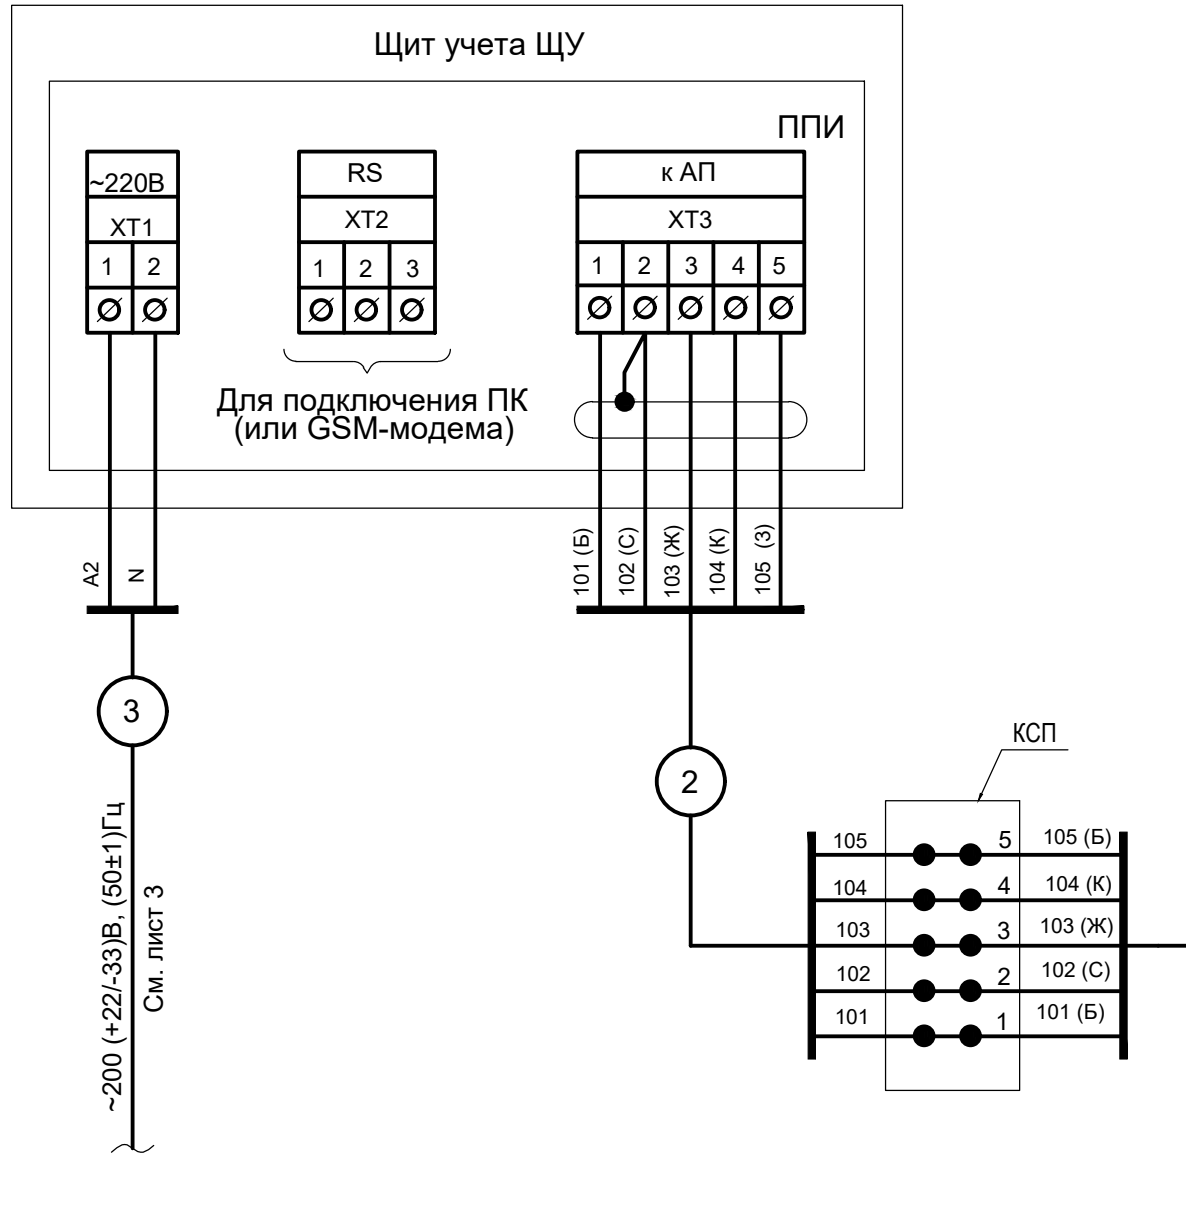 Щит учета ЩУ
ППИ
~220В
XT1
1 2
RS
XT2
1 2 3
к АП
XT3
1 2 3 4 5
Для подключения ПК
(или GSM-модема)
A2
N
101 (Б)
102 (С)
103 (Ж)
104 (К)
105 (З)
3
2
~200 (+22/-33)В, (50±1)Гц
См. лист 3
КСП
105 5 105 (Б)
104 4 104 (К)
103 3 103 (Ж)
102 2 102 (С)
101 1 101 (Б)